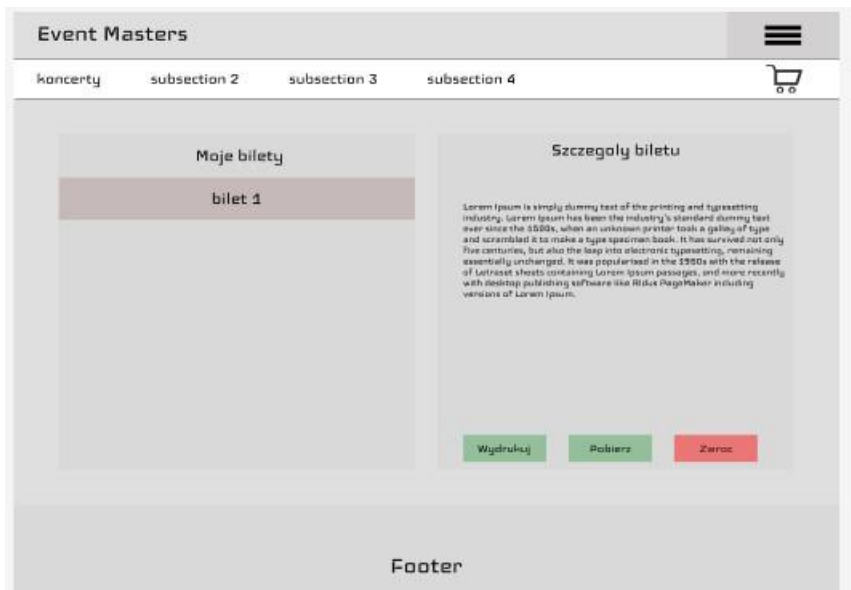 Event Masters
koncerty subsection 2 subsection 3 subsection 4
Moje bilety
bilet 1
Szczegoly biletu
Lorem Ipsum is simply dummy text of the printing and typesetting
industry. Lorem Ipsum has been the industry's standard dummy text
ever since the 1500s, when an unknown printer took a galley of type
and scrambled it to make a type specimen book. It has survived not only
five centuries, but also the leap into electronic typesetting, remaining
essentially unchanged. It was popularised in the 1960s with the release
of Letraset sheets containing Lorem Ipsum passages, and more recently
with desktop publishing software like Aldus PageMaker including
versions of Lorem Ipsum.
Wydrukuj Pobierz Zwroc
Footer